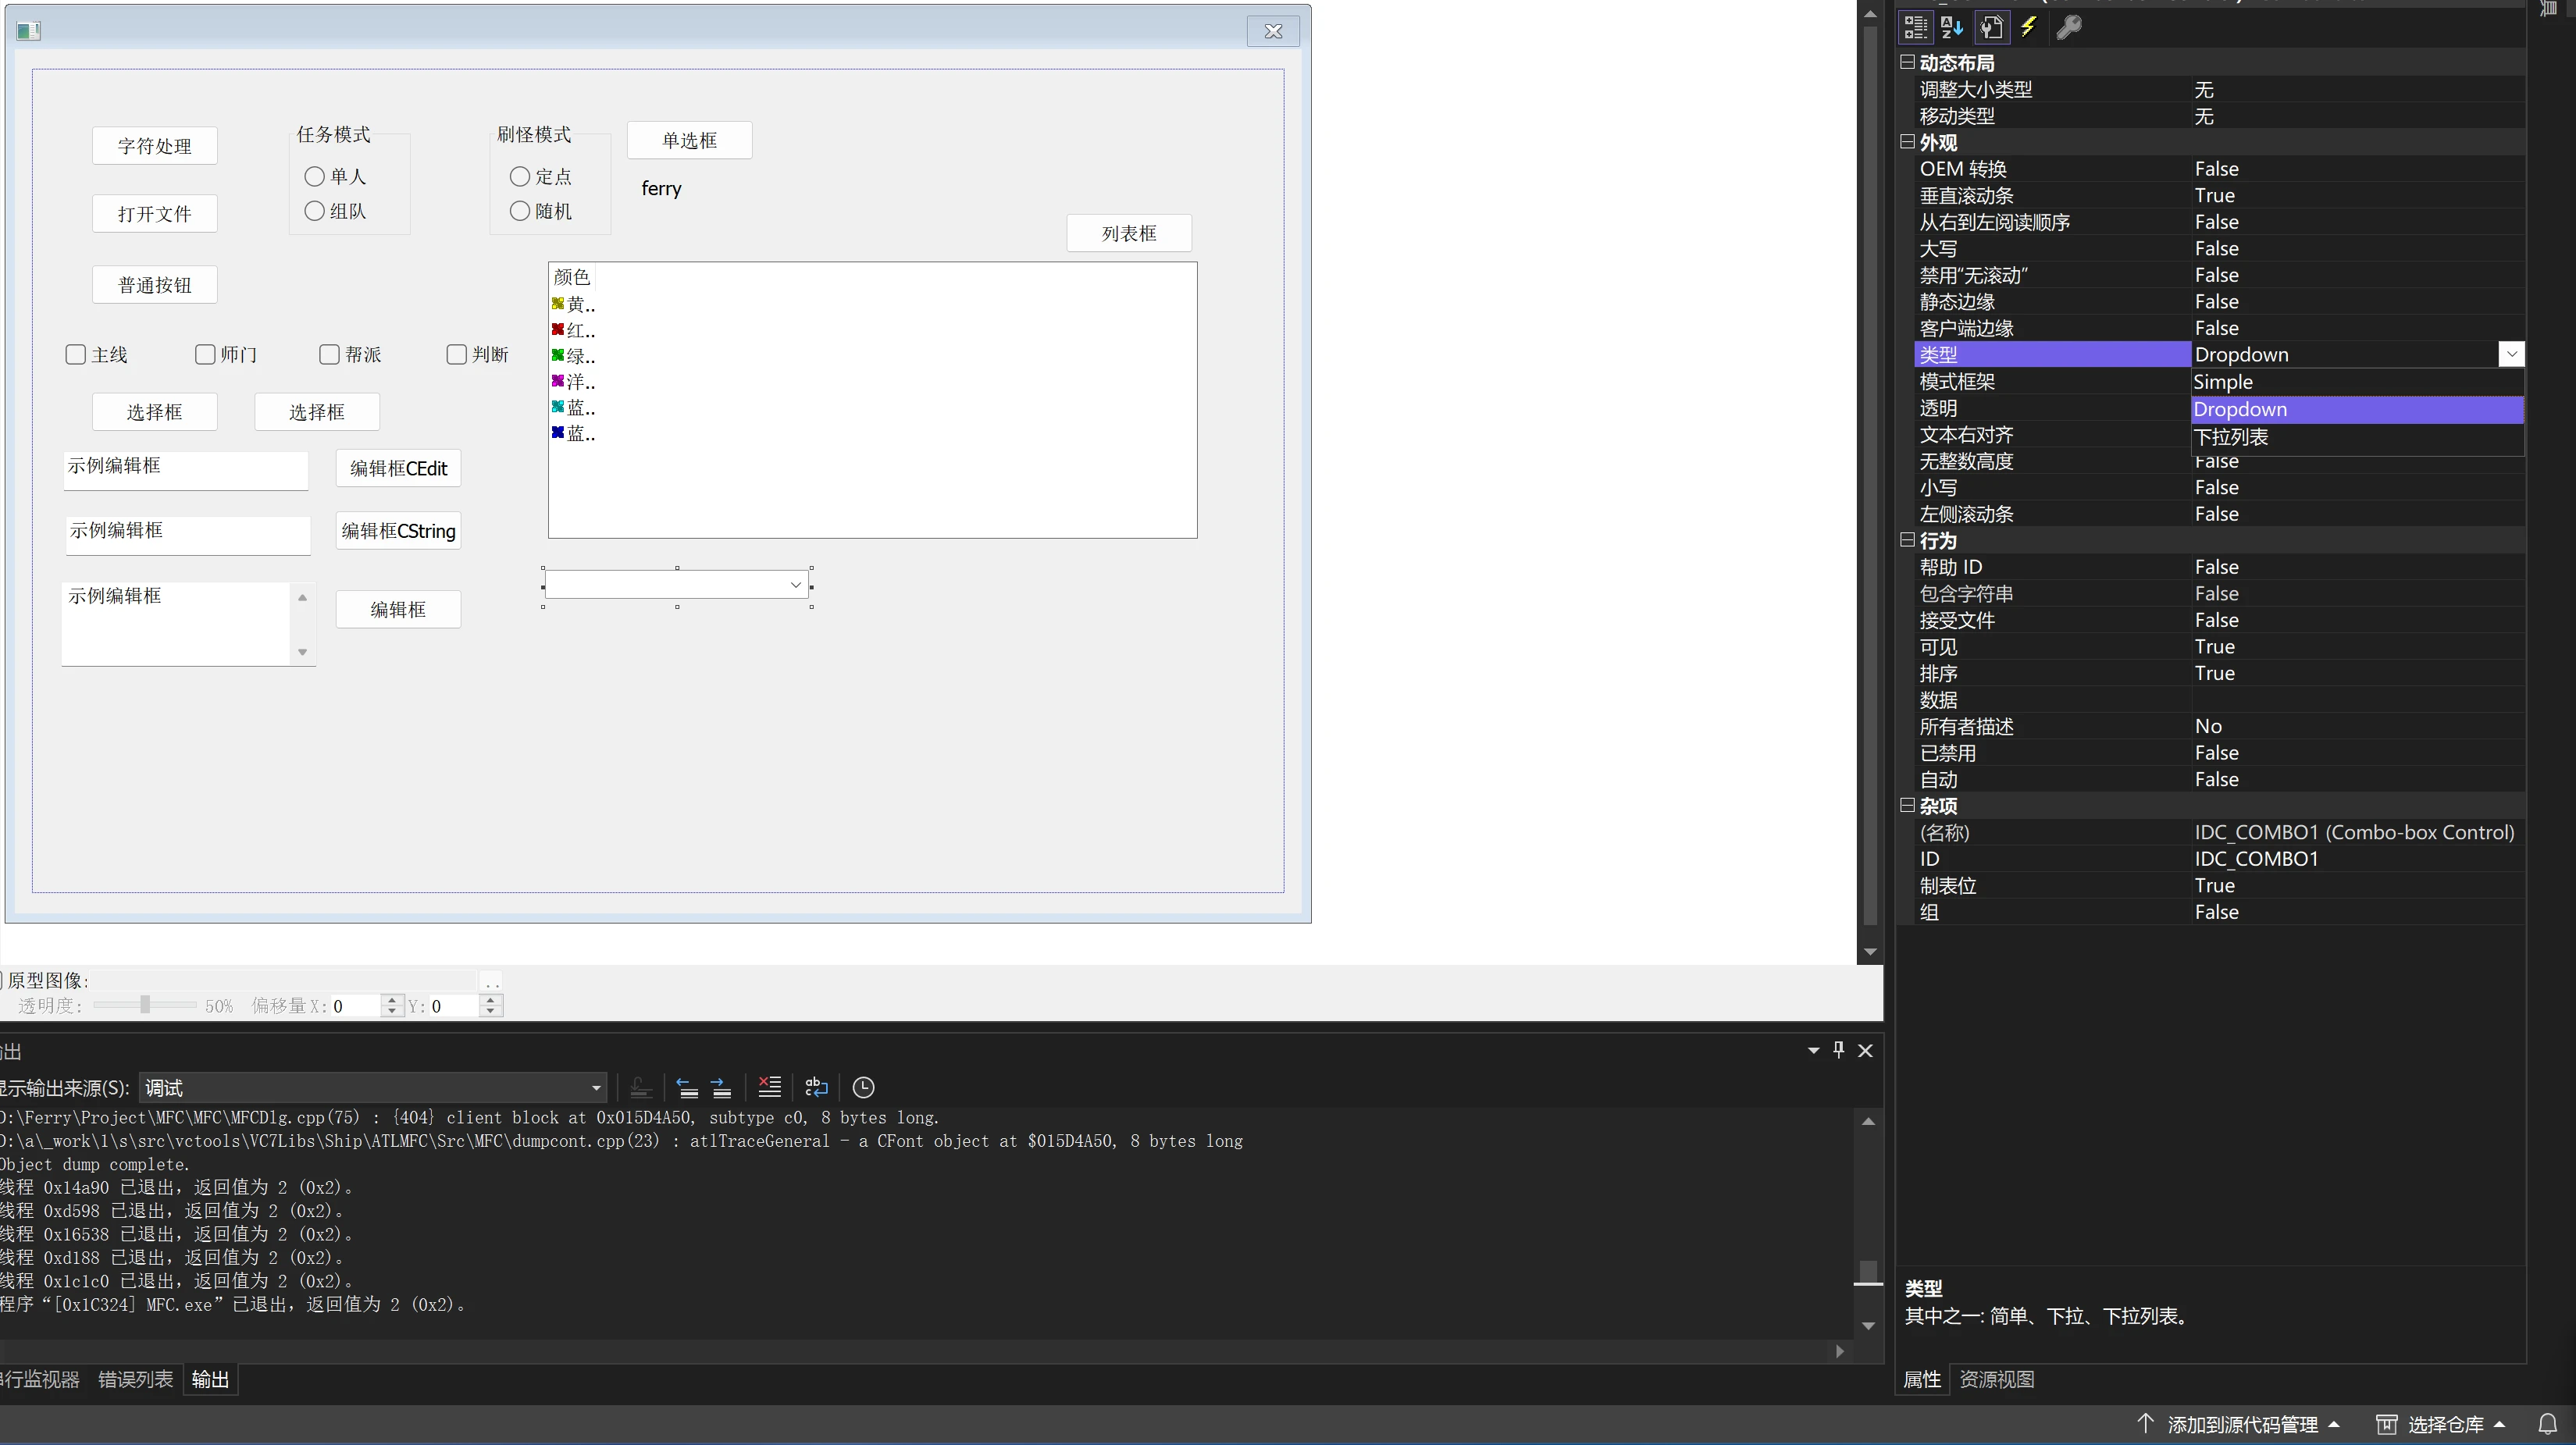 字符处理
任务模式
刷怪模式
单选框
单人
定点
ferry
打开文件
组队
随机
列表框
普通按钮
颜色
黄..
红..
绿..
洋..
蓝..
蓝..
主线
师门
帮派
判断
选择框
选择框
示例编辑框
编辑框CEdit
示例编辑框
编辑框CString
示例编辑框
编辑框
原型图像:
..
透明度:
50%
偏移量 X: 0
Y: 0
出
示输出来源(S): 调试
D:\Ferry\Project\MFC\MFC\MFCDlg.cpp(75) : {404} client block at 0x015D4A50, subtype c0, 8 bytes long.
D:\a\_work\1\s\src\vctools\VC7Libs\Ship\ATLMFC\Src\MFC\dumpcont.cpp(23) : atlTraceGeneral - a CFont object at $015D4A50, 8 bytes long
Object dump complete.
线程 0x14a90 已退出，返回值为 2 (0x2)。
线程 0xd598 已退出，返回值为 2 (0x2)。
线程 0x16538 已退出，返回值为 2 (0x2)。
线程 0xd188 已退出，返回值为 2 (0x2)。
线程 0x1c1c0 已退出，返回值为 2 (0x2)。
程序“[0x1C324] MFC.exe”已退出，返回值为 2 (0x2)。
行监视器 错误列表 输出
动态布局
调整大小类型 无
移动类型 无
外观
OEM 转换 False
垂直滚动条 True
从右到左阅读顺序 False
大写 False
禁用“无滚动” False
静态边缘 False
客户端边缘 False
类型 Dropdown
模式框架 Simple
透明 Dropdown
文本右对齐 下拉列表
无整数高度 False
小写 False
左侧滚动条 False
行为
帮助 ID False
包含字符串 False
接受文件 False
可见 True
排序 True
数据
所有者描述 No
已禁用 False
自动 False
杂项
(名称) IDC_COMBO1 (Combo-box Control)
ID IDC_COMBO1
制表位 True
组 False
类型
其中之一: 简单、下拉、下拉列表。
属性 资源视图
添加到源代码管理 选择仓库